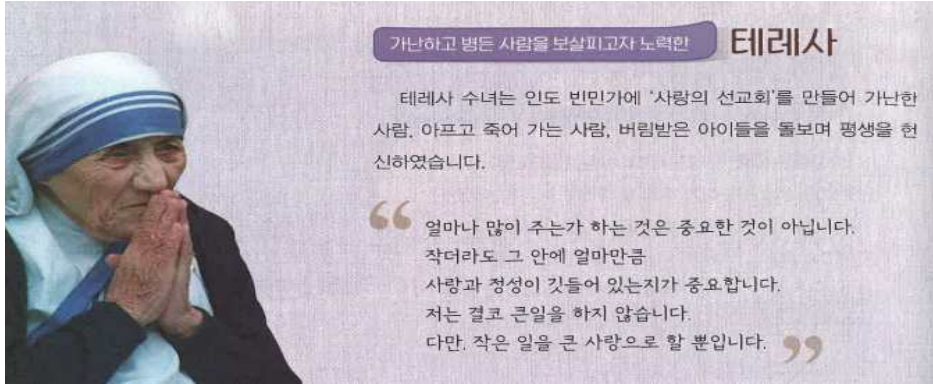 가난하고 병든 사람을 보살피고자 노력한 테레사
테레사 수녀는 인도 빈민가에 ‘사랑의 선교회’를 만들어 가난한
사람, 아프고 죽어 가는 사람, 버림받은 아이들을 돌보며 평생을 헌
신하였습니다.
“ 얼마나 많이 주는가 하는 것은 중요한 것이 아닙니다.
작더라도 그 안에 얼마만큼
사랑과 정성이 깃들어 있는지가 중요합니다.
저는 결코 큰일을 하지 않습니다.
다만, 작은 일을 큰 사랑으로 할 뿐입니다. ”